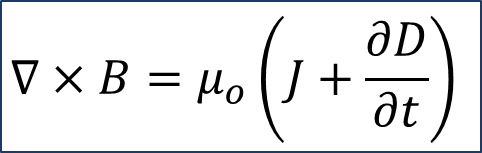 ∇ × B = μₒ (J + ∂D/∂t)